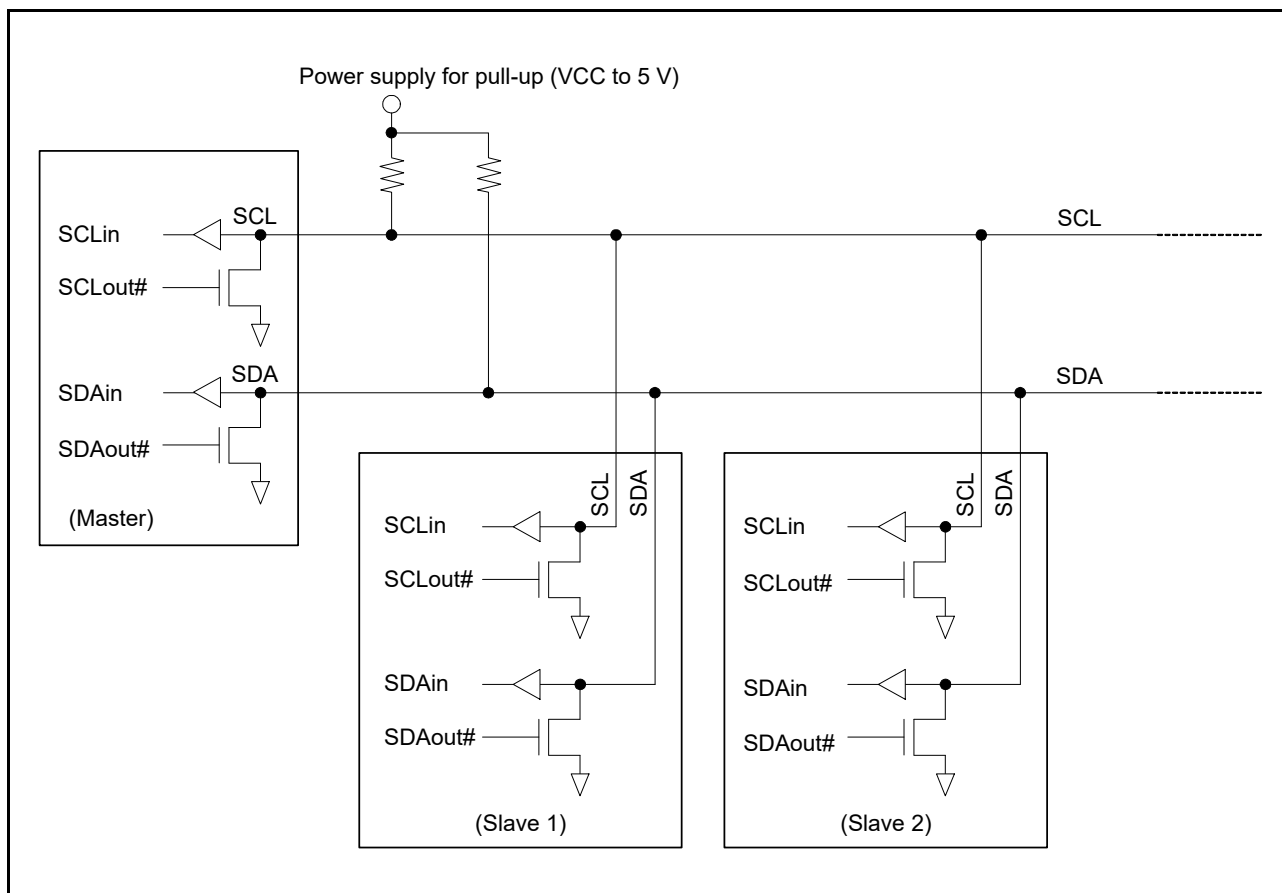 Power supply for pull-up (VCC to 5 V)
SCLin
SCL
SCLout#
SDAin
SDA
SDAout#
(Master)
SCL
SDA
SCL
SDA
SCLin
SCLout#
SDAin
SDAout#
(Slave 1)
SCL
SDA
SCLin
SCLout#
SDAin
SDAout#
(Slave 2)